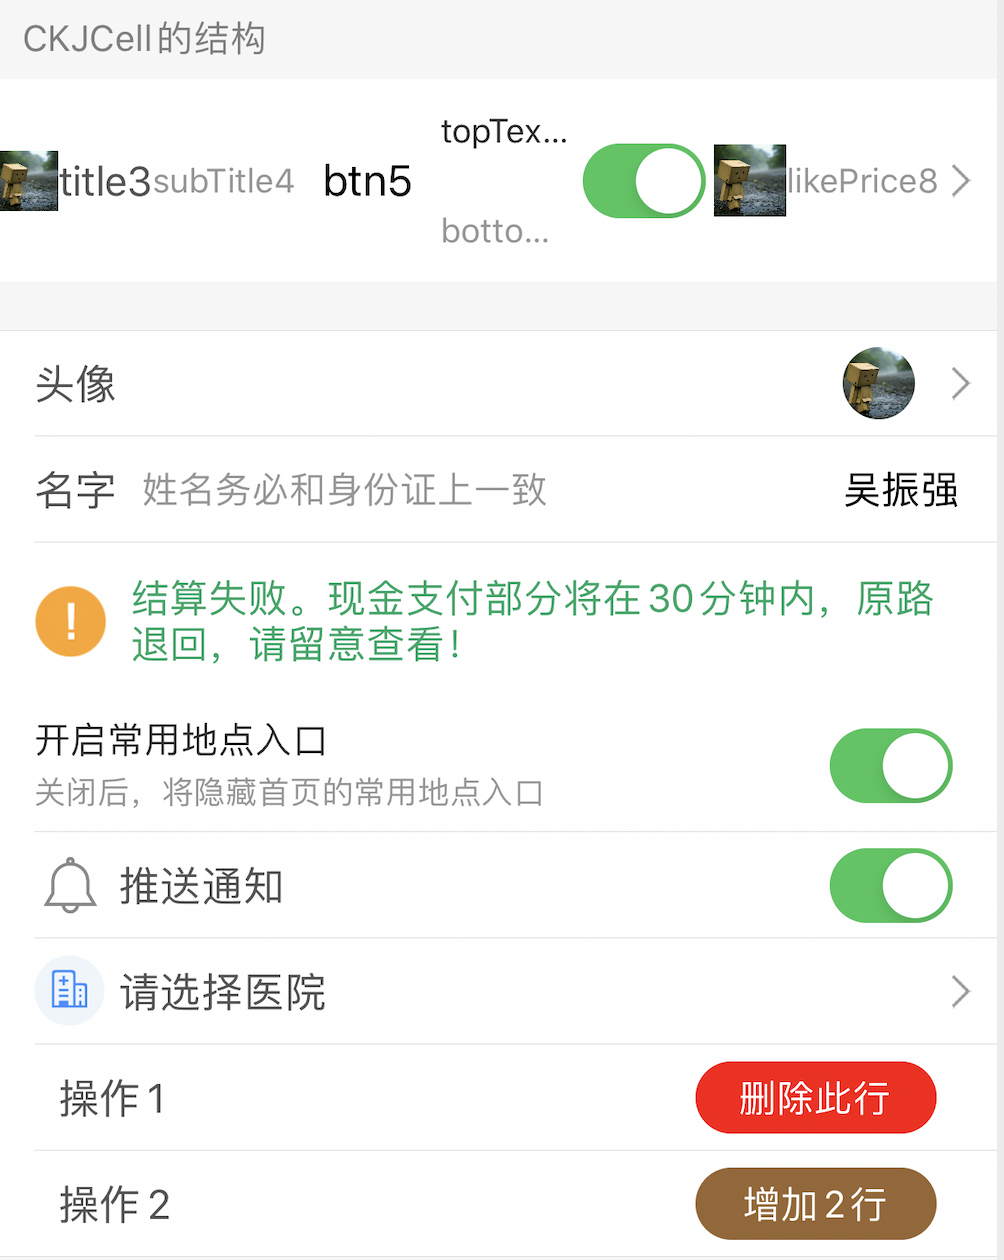 CKJCell的结构
topTex...
title3subTitle4 btn5 likePrice8
botto...
头像
名字 姓名务必和身份证上一致 吴振强
结算失败。现金支付部分将在30分钟内，原路
退回，请留意查看！
开启常用地点入口
关闭后，将隐藏首页的常用地点入口
推送通知
请选择医院
操作1 删除此行
操作2 增加2行